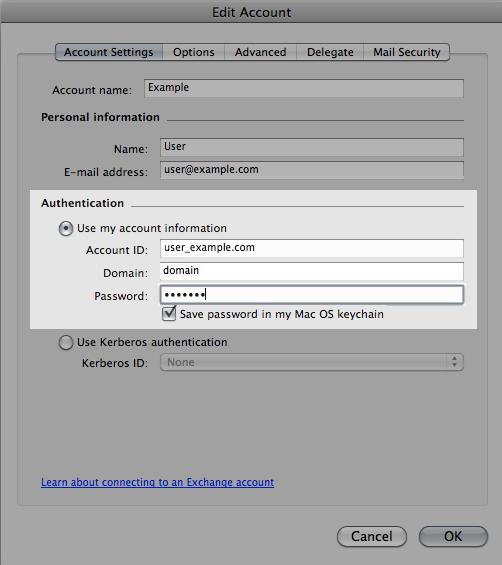 Edit Account
Account Settings Options Advanced Delegate Mail Security
Account name: Example
Personal information
Name: User
E-mail address: user@example.com
Authentication
Use my account information
Account ID: user_example.com
Domain: domain
Password: •••••••
Save password in my Mac OS keychain
Use Kerberos authentication
Kerberos ID: None
Learn about connecting to an Exchange account
Cancel OK